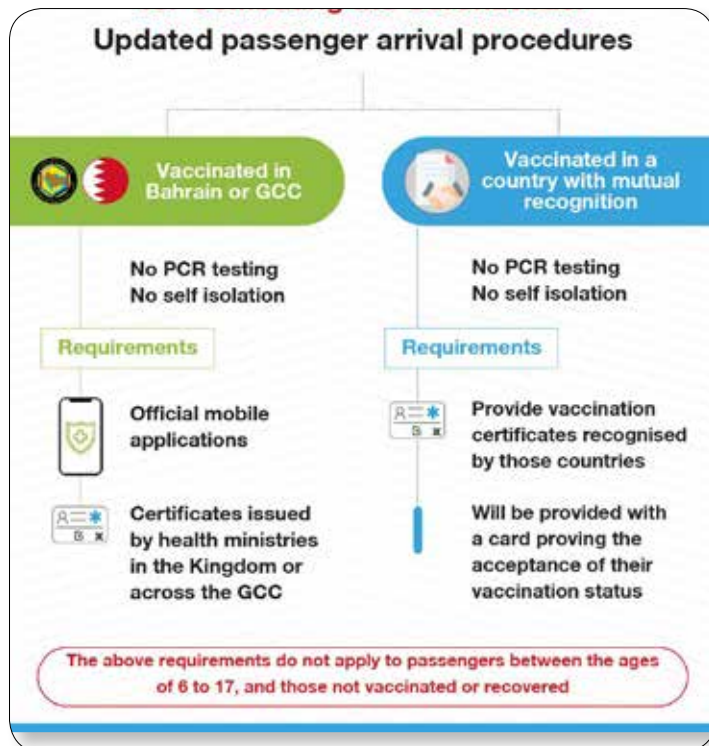 Updated passenger arrival procedures
Vaccinated in
Bahrain or GCC
No PCR testing
No self isolation
Requirements
Official mobile
applications
Certificates issued
by health ministries
in the Kingdom or
across the GCC
Vaccinated in a
country with mutual
recognition
No PCR testing
No self isolation
Requirements
Provide vaccination
certificates recognised
by those countries
Will be provided with
a card proving the
acceptance of their
vaccination status
The above requirements do not apply to passengers between the ages
of 6 to 17, and those not vaccinated or recovered